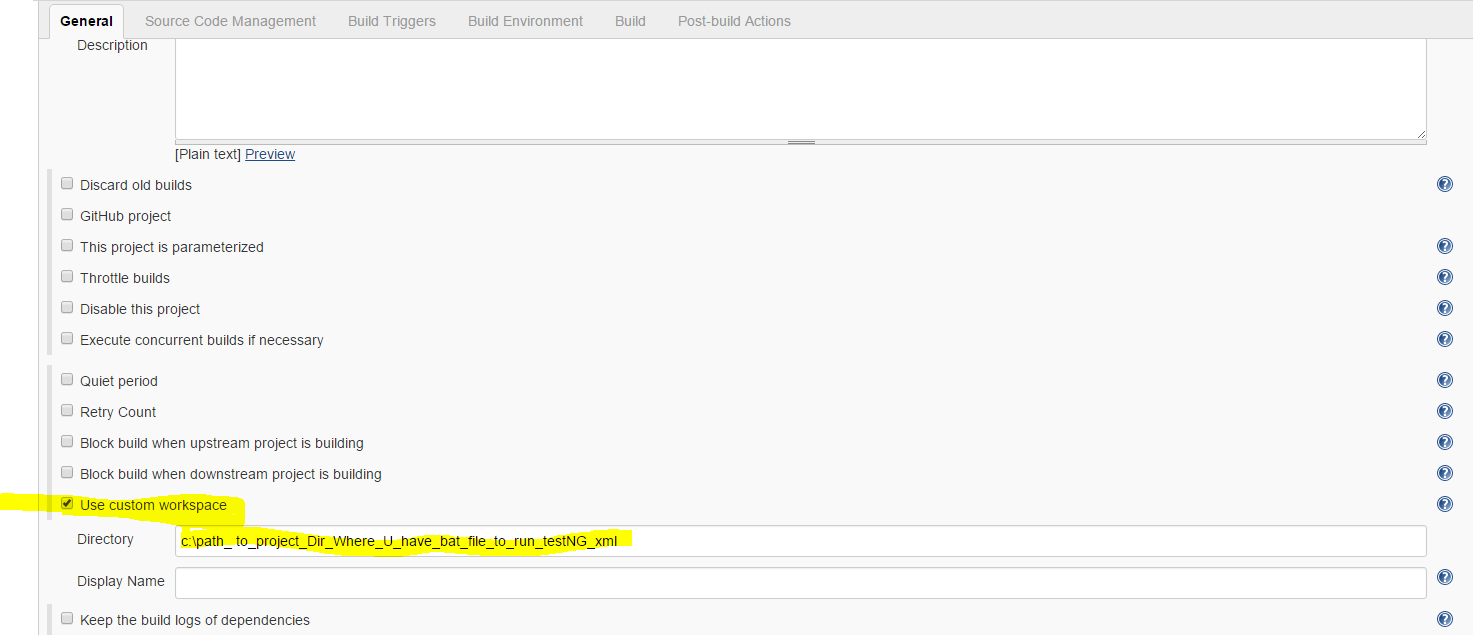 General Source Code Management Build Triggers Build Environment Build Post-build Actions
Description
[Plain text] Preview
Discard old builds
GitHub project
This project is parameterized
Throttle builds
Disable this project
Execute concurrent builds if necessary
Quiet period
Retry Count
Block build when upstream project is building
Block build when downstream project is building
Use custom workspace
Directory c:\path_ to_project_Dir_Where_U_have_bat_file_to_run_testNG_xml
Display Name
Keep the build logs of dependencies